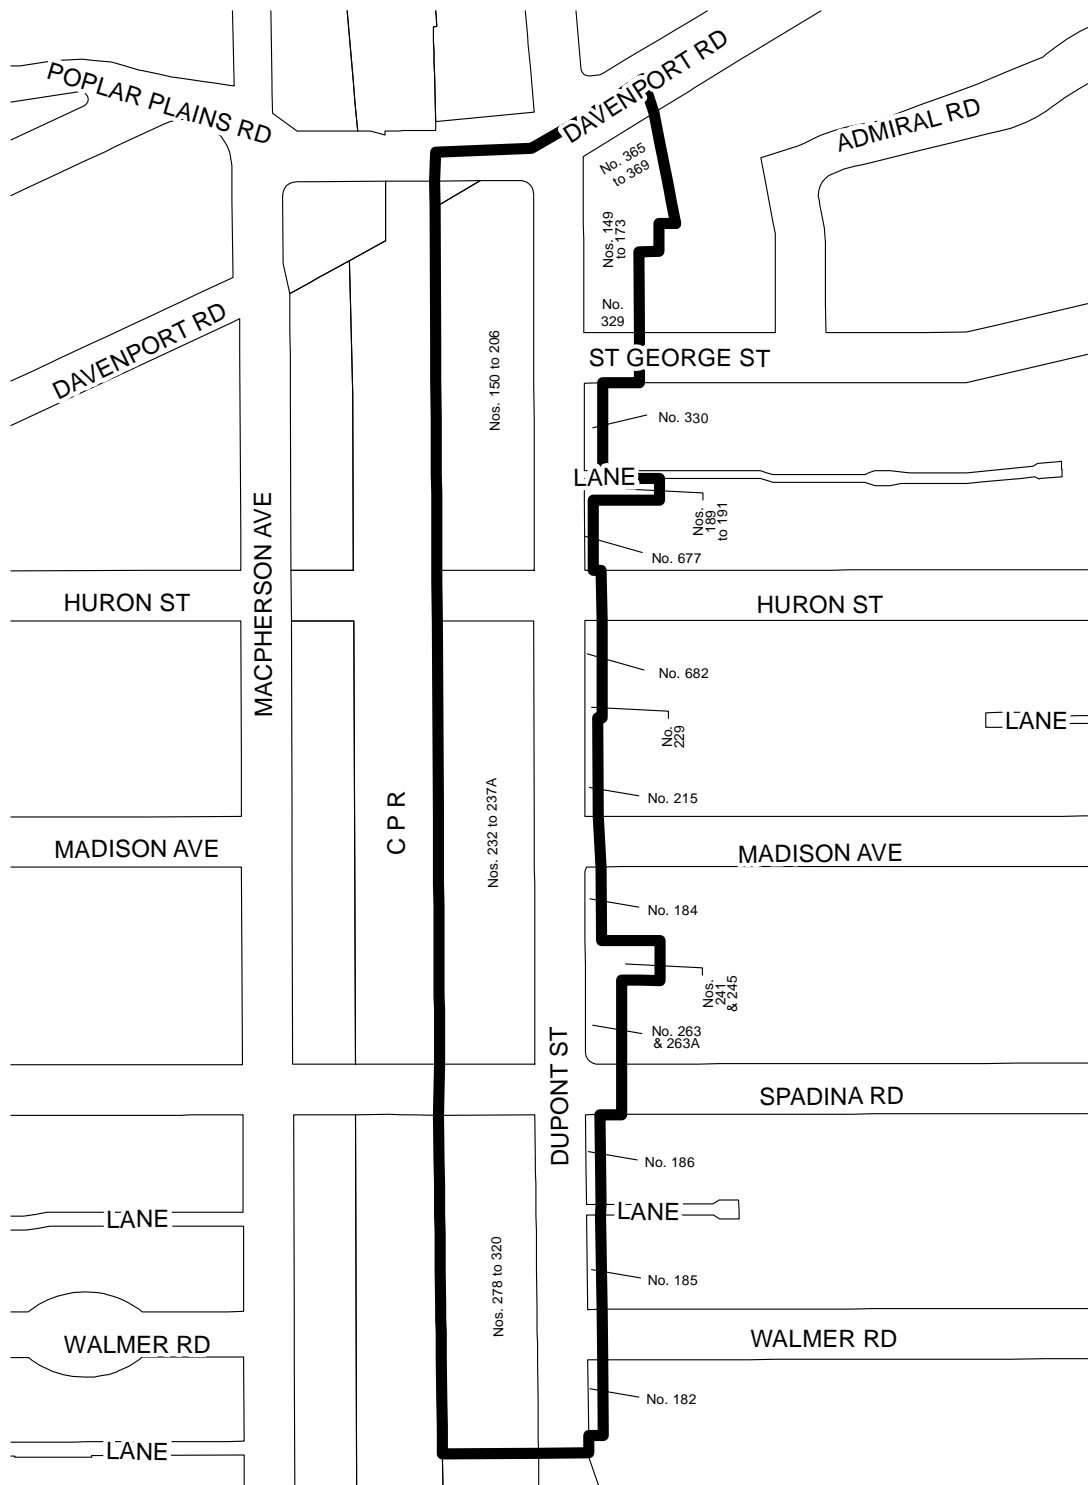 POPLAR PLAINS RD
DAVENPORT RD
ADMIRAL RD
No. 365
to 369
Nos. 149
to 173
No.
329
DAVENPORT RD
Nos. 150 to 206
ST GEORGE ST
No. 330
LANE
Nos.
189
to 191
MACPHERSON AVE
No. 677
HURON ST
HURON ST
No. 682
No.
229
LANE
CPR
Nos. 232 to 237A
No. 215
MADISON AVE
MADISON AVE
No. 184
Nos.
241
& 245
No. 263
& 263A
DUPONT ST
SPADINA RD
No. 186
LANE
LANE
Nos. 278 to 320
No. 185
WALMER RD
WALMER RD
No. 182
LANE